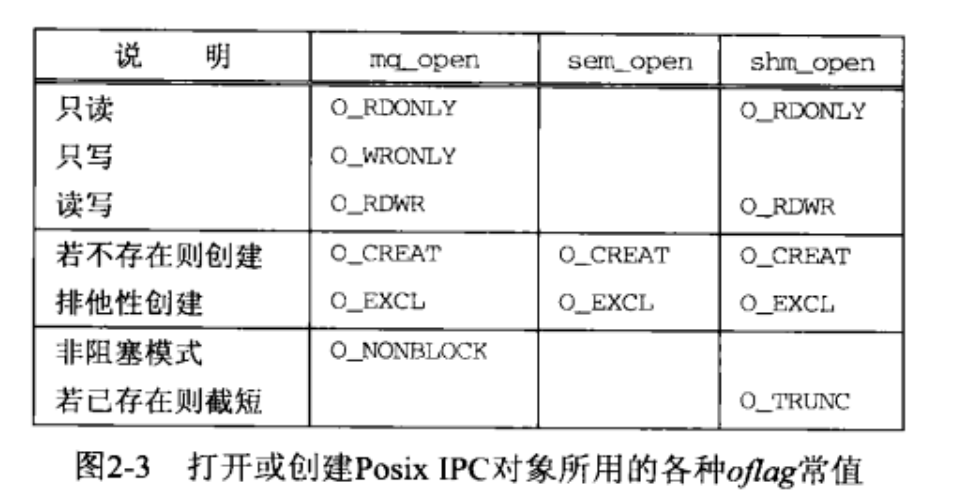 说 明 mq_open sem_open shm_open
只读 O_RDONLY O_RDONLY
只写 O_WRONLY
读写 O_RDWR O_RDWR
若不存在则创建 O_CREAT O_CREAT O_CREAT
排他性创建 O_EXCL O_EXCL O_EXCL
非阻塞模式 O_NONBLOCK
若已存在则截短 O_TRUNC
图2-3 打开或创建Posix IPC对象所用的各种oflag常值